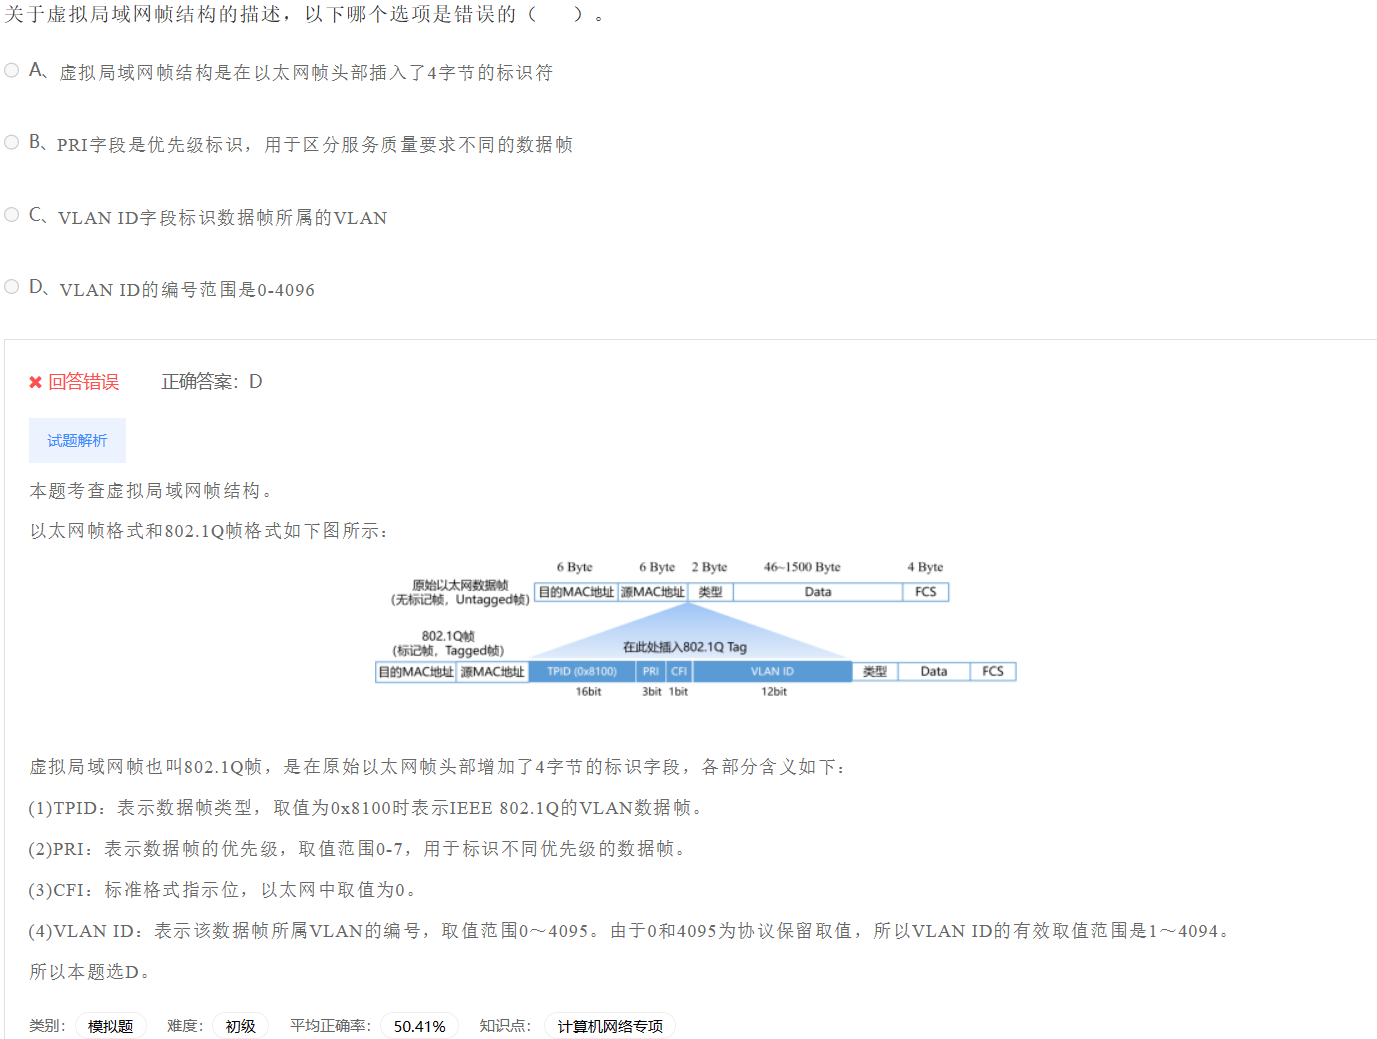 关于虚拟局域网帧结构的描述，以下哪个选项是错误的（　　）。
A、虚拟局域网帧结构是在以太网帧头部插入了4字节的标识符
B、PRI字段是优先级标识，用于区分服务质量要求不同的数据帧
C、VLAN ID字段标识数据帧所属的VLAN
D、VLAN ID的编号范围是0-4096
回答错误 正确答案：D
试题解析
本题考查虚拟局域网帧结构。
以太网帧格式和802.1Q帧格式如下图所示：
6 Byte 6 Byte 2 Byte 46~1500 Byte 4 Byte
原始以太网数据帧
(无标记帧，Untagged帧)
目的MAC地址 源MAC地址 类型 Data FCS
802.1Q帧
(标记帧，Tagged帧)
在此处插入802.1Q Tag
目的MAC地址 源MAC地址 TPID (0x8100) PRI CFI VLAN ID 类型 Data FCS
16bit 3bit 1bit 12bit
虚拟局域网帧也叫802.1Q帧，是在原始以太网帧头部增加了4字节的标识字段，各部分含义如下：
(1)TPID：表示数据帧类型，取值为0x8100时表示IEEE 802.1Q的VLAN数据帧。
(2)PRI：表示数据帧的优先级，取值范围0-7，用于标识不同优先级的数据帧。
(3)CFI：标准格式指示位，以太网中取值为0。
(4)VLAN ID：表示该数据帧所属VLAN的编号，取值范围0～4095。由于0和4095为协议保留取值，所以VLAN ID的有效取值范围是1～4094。
所以本题选D。
类别： 模拟题 难度： 初级 平均正确率： 50.41% 知识点： 计算机网络专项